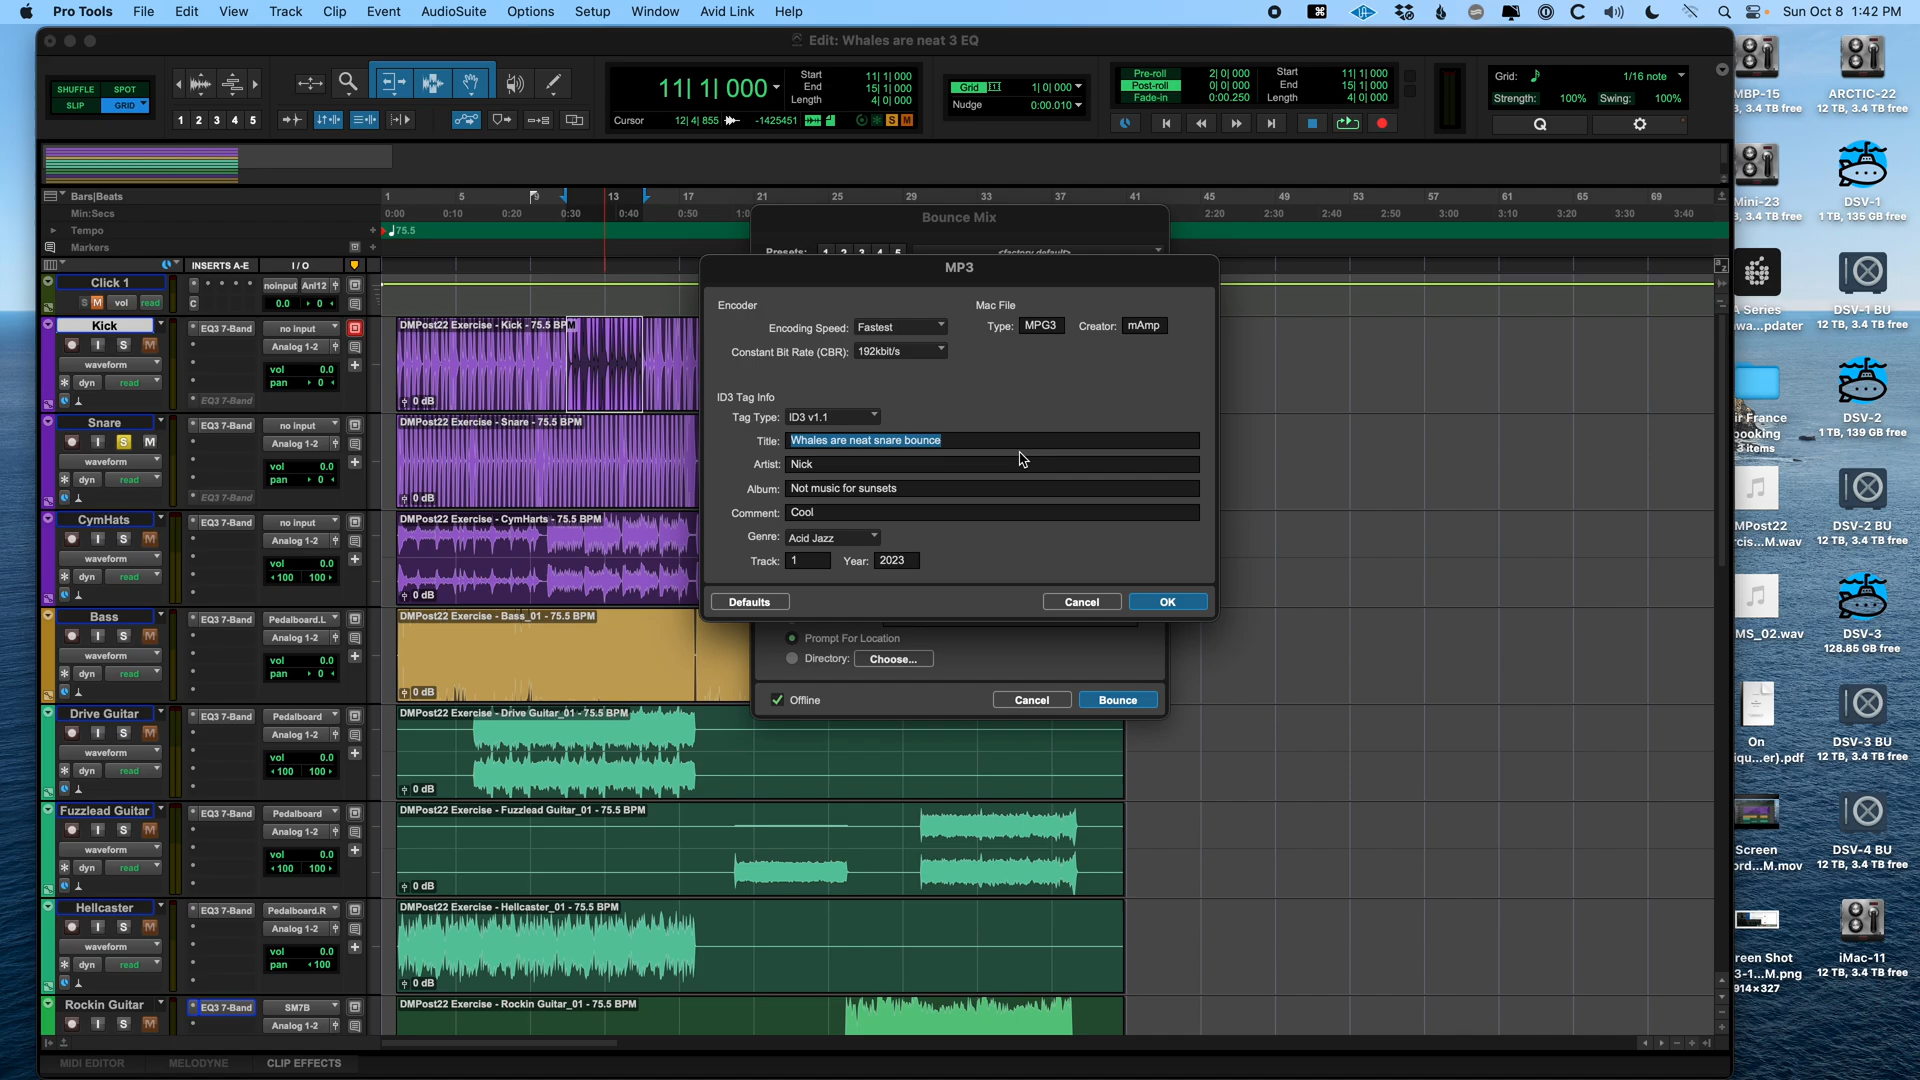 Pro Tools File Edit View Track Clip Event AudioSuite Options Setup Window Avid Link Help Sun Oct 8 1:42 PM
Edit: Whales are neat 3 EQ
SHUFFLE SPOT
SLIP GRID
1 2 3 4 5
11| 1| 000
Start 11| 1| 000
End 15| 1| 000
Length 4| 0| 000
Cursor 12| 4| 855 -1425451 S M
Grid 1| 0| 000
Nudge 0:00.010
Pre-roll 2| 0| 000 Start 11| 1| 000
Post-roll 0| 0| 000 End 15| 1| 000
Fade-in 0:00.250 Length 4| 0| 000
Grid: 1/16 note
Strength: 100% Swing: 100%
Q
Bars|Beats 1 5 9 13 17 21 25 29 33 37 41 45 49 53 57 61 65 69
Min:Secs 0:00 0:10 0:20 0:30 0:40 0:50 2:20 2:30 2:40 2:50 3:00 3:10 3:20 3:30 3:40
Tempo 75.5
Markers
INSERTS A-E I/O
Click 1 noinput Anl12
S M vol read C 0.0 0
Kick EQ3 7-Band no input
I S M Analog 1-2
waveform vol 0.0
dyn read pan 0
EQ3 7-Band
DMPost22 Exercise - Kick - 75.5 BPM
0 dB
Snare EQ3 7-Band no input
I S M Analog 1-2
waveform vol 0.0
dyn read pan 0
EQ3 7-Band
DMPost22 Exercise - Snare - 75.5 BPM
0 dB
CymHats EQ3 7-Band no input
I S M Analog 1-2
waveform vol 0.0
dyn read 100 100
DMPost22 Exercise - CymHarts - 75.5 BPM
0 dB
Bass EQ3 7-Band Pedalboard.L
I S M Analog 1-2
waveform vol 0.0
dyn read pan 0
DMPost22 Exercise - Bass_01 - 75.5 BPM
0 dB
Drive Guitar EQ3 7-Band Pedalboard
I S M Analog 1-2
waveform vol 0.0
dyn read 100 100
DMPost22 Exercise - Drive Guitar_01 - 75.5 BPM
0 dB
Fuzzlead Guitar EQ3 7-Band Pedalboard
I S M Analog 1-2
waveform vol 0.0
dyn read 100 100
DMPost22 Exercise - Fuzzlead Guitar_01 - 75.5 BPM
0 dB
Hellcaster EQ3 7-Band Pedalboard.R
I S M Analog 1-2
waveform vol 0.0
dyn read pan 100
DMPost22 Exercise - Hellcaster_01 - 75.5 BPM
0 dB
Rockin Guitar EQ3 7-Band SM7B
I S M Analog 1-2
DMPost22 Exercise - Rockin Guitar_01 - 75.5 BPM
MIDI EDITOR MELODYNE CLIP EFFECTS
Bounce Mix
Presets: 1 2 3 4 5 <factory default>
MP3
Encoder Mac File
Encoding Speed: Fastest Type: MPG3 Creator: mAmp
Constant Bit Rate (CBR): 192kbit/s
ID3 Tag Info
Tag Type: ID3 v1.1
Title: Whales are neat snare bounce
Artist: Nick
Album: Not music for sunsets
Comment: Cool
Genre: Acid Jazz
Track: 1 Year: 2023
Defaults Cancel OK
Prompt For Location
Directory: Choose...
Offline Cancel Bounce
MBP-15
3, 3.4 TB free
ARCTIC-22
12 TB, 3.4 TB free
Mini-23
3, 3.4 TB free
DSV-1
1 TB, 135 GB free
A Series
wa...pdater
DSV-1 BU
12 TB, 3.4 TB free
ir France
booking
3 items
DSV-2
1 TB, 139 GB free
MPost22
rcis...M.wav
DSV-2 BU
12 TB, 3.4 TB free
MS_02.wav
DSV-3
128.85 GB free
On
iqu...er).pdf
DSV-3 BU
12 TB, 3.4 TB free
Screen
ord...M.mov
DSV-4 BU
12 TB, 3.4 TB free
reen Shot
3-1...M.png
914×327
iMac-11
12 TB, 3.4 TB free